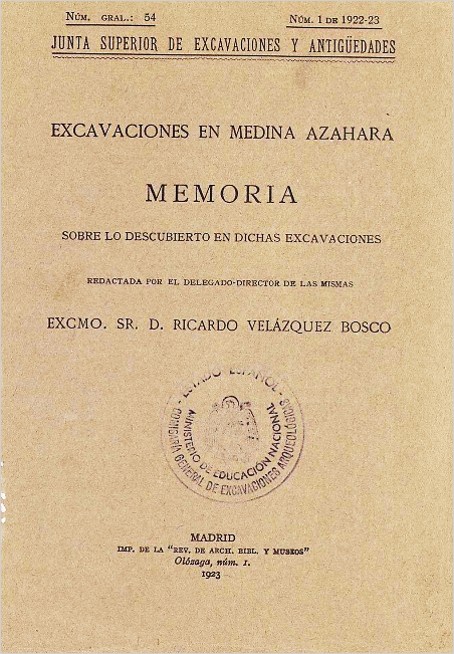 NÚM. GRAL.: 54
NÚM. 1 DE 1922-23
JUNTA SUPERIOR DE EXCAVACIONES Y ANTIGÜEDADES
EXCAVACIONES EN MEDINA AZAHARA
MEMORIA
SOBRE LO DESCUBIERTO EN DICHAS EXCAVACIONES
REDACTADA POR EL DELEGADO-DIRECTOR DE LAS MISMAS
EXCMO. SR. D. RICARDO VELÁZQUEZ BOSCO
- ESTADO ESPAÑOL -
MINISTERIO DE EDUCACIÓN NACIONAL
COMISARÍA GENERAL DE EXCAVACIONES ARQUEOLÓGICAS
MADRID
IMP. DE LA "REV. DE ARCH. BIBL. Y MUSEOS"
Olózaga, núm. 1.
1923